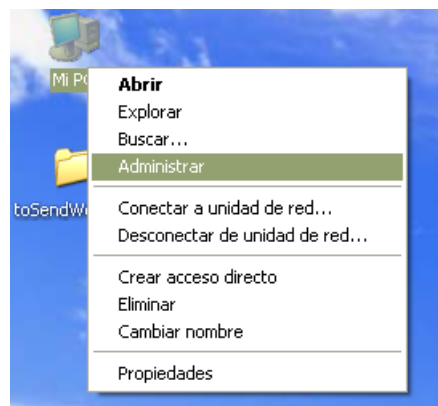 Mi PC
Abrir
Explorar
Buscar...
Administrar
toSendW
Conectar a unidad de red...
Desconectar de unidad de red...
Crear acceso directo
Eliminar
Cambiar nombre
Propiedades